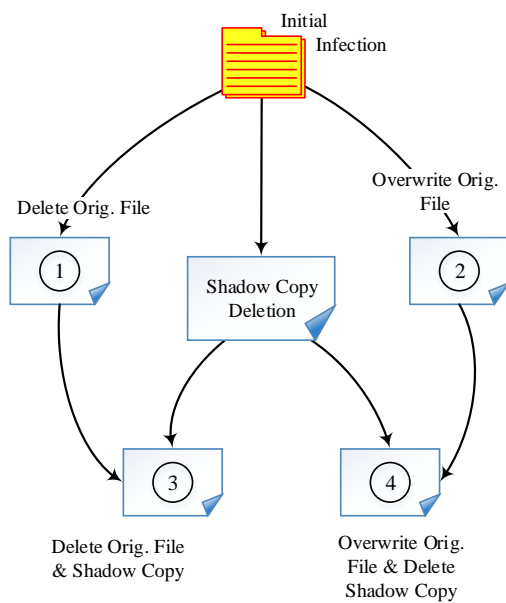 Initial
Infection
Delete Orig. File
Overwrite Orig.
File
1
Shadow Copy
Deletion
2
3
4
Delete Orig. File
& Shadow Copy
Overwrite Orig.
File & Delete
Shadow Copy